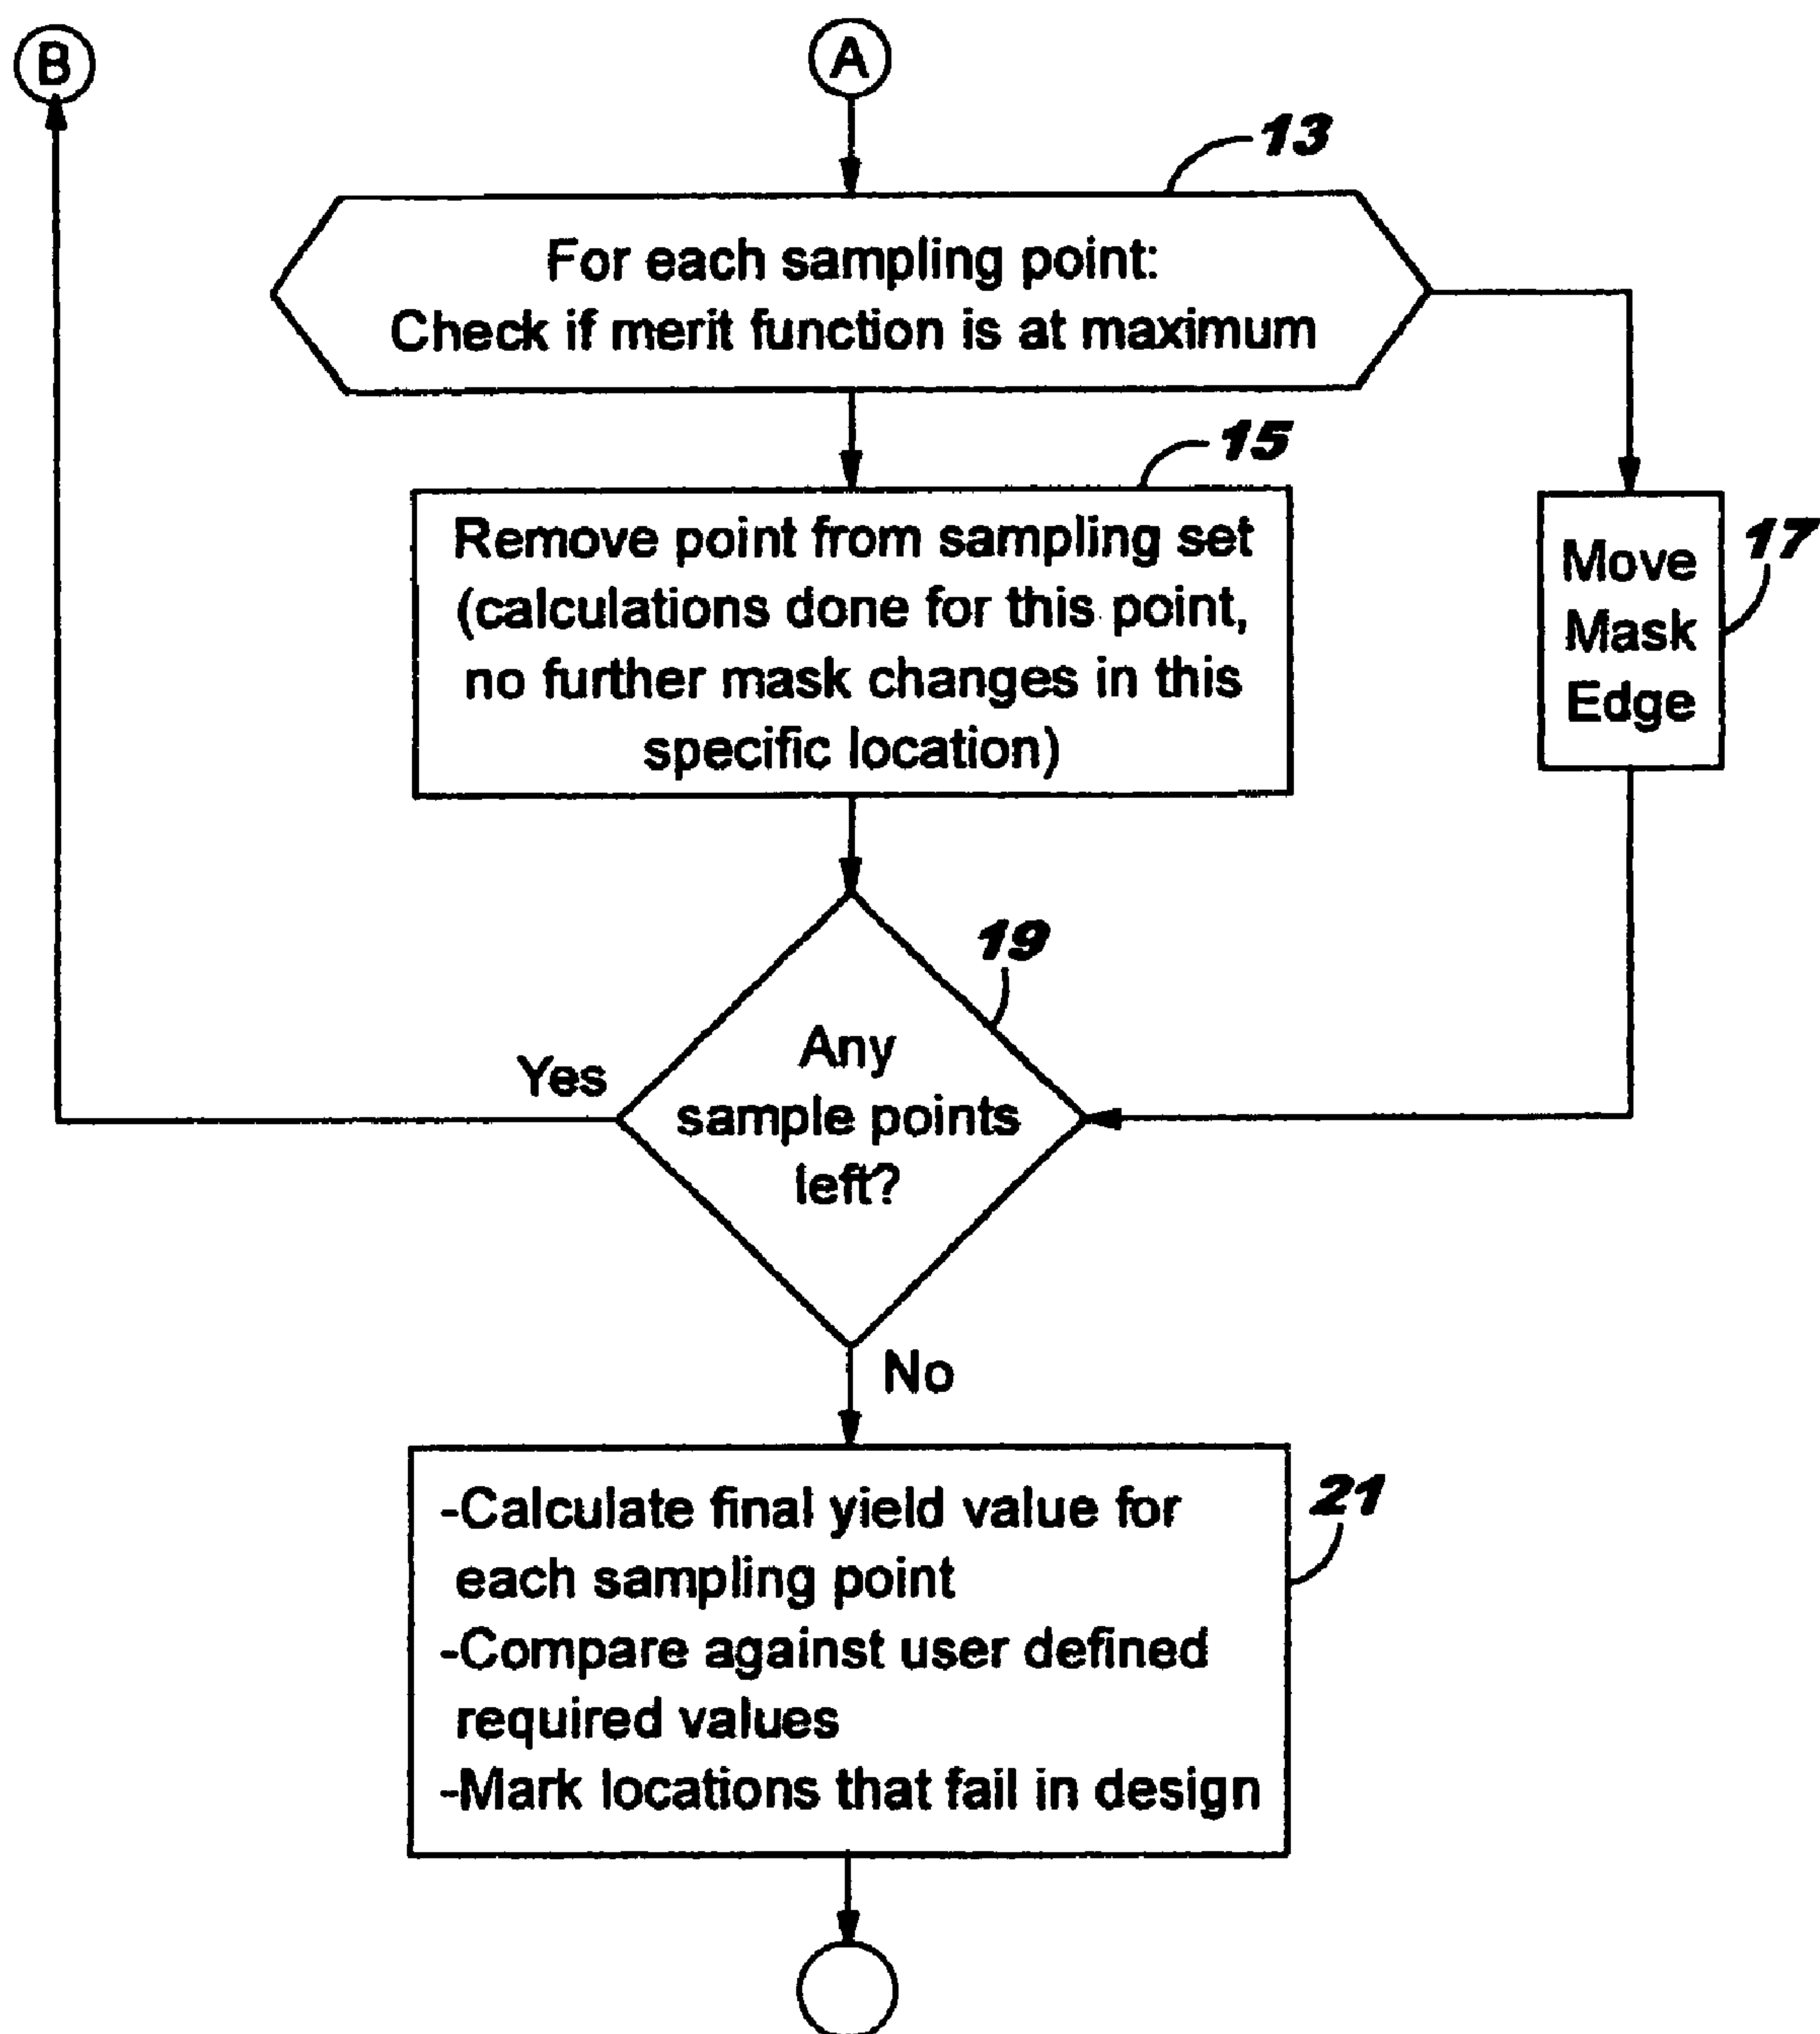 B
A
13
For each sampling point:
Check if merit function is at maximum
15
Remove point from sampling set
(calculations done for this point,
no further mask changes in this
specific location)
17
Move
Mask
Edge
19
Any
sample points
left?
Yes
No
21
-Calculate final yield value for
each sampling point
-Compare against user defined
required values
-Mark locations that fail in design